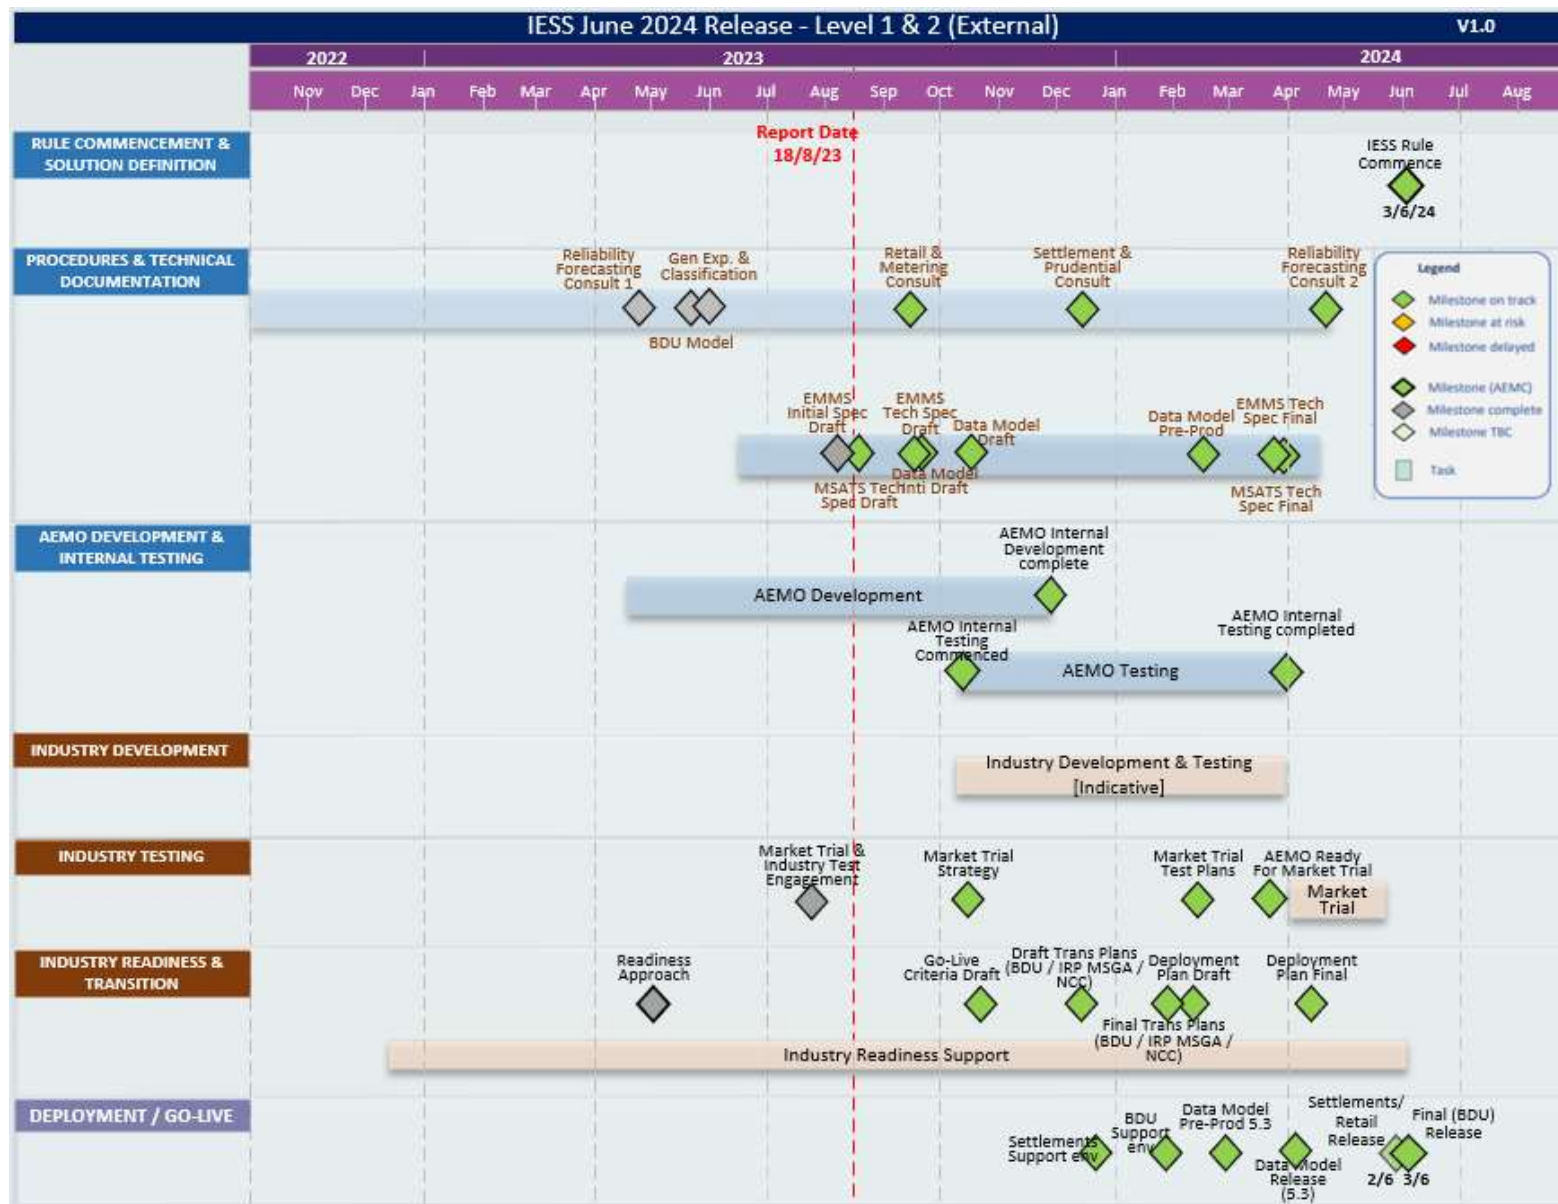 IESS June 2024 Release - Level 1 & 2 (External)
V1.0
2022
2023
2024
Nov Dec Jan Feb Mar Apr May Jun Jul Aug Sep Oct Nov Dec Jan Feb Mar Apr May Jun Jul Aug
RULE COMMENCEMENT &
SOLUTION DEFINITION
Report Date
18/8/23
IESS Rule
Commence
3/6/24
PROCEDURES & TECHNICAL
DOCUMENTATION
Reliability
Forecasting
Consult 1
Gen Exp. &
Classification
BDU Model
Retail &
Metering
Consult
Settlement &
Prudential
Consult
Reliability
Forecasting
Consult 2
Legend
Milestone on track
Milestone at risk
Milestone delayed
Milestone (AEMC)
Milestone complete
Milestone TBC
Task
EMMS
Initial Spec
Draft
EMMS
Tech Spec
Draft
Data Model
Draft
Data Model
Pre-Prod
EMMS Tech
Spec Final
MSATS Tech
Spec Draft
Data Model
Inti Draft
MSATS Tech
Spec Final
AEMO DEVELOPMENT &
INTERNAL TESTING
AEMO Internal
Development
complete
AEMO Development
AEMO Internal
Testing
Commenced
AEMO Internal
Testing completed
AEMO Testing
INDUSTRY DEVELOPMENT
Industry Development & Testing
[Indicative]
INDUSTRY TESTING
Market Trial &
Industry Test
Engagement
Market Trial
Strategy
Market Trial
Test Plans
AEMO Ready
For Market Trial
Market
Trial
INDUSTRY READINESS &
TRANSITION
Readiness
Approach
Go-Live
Criteria Draft
Draft Trans Plans
(BDU / IRP MSGA /
NCC)
Deployment
Plan Draft
Deployment
Plan Final
Final Trans Plans
(BDU / IRP MSGA /
NCC)
Industry Readiness Support
DEPLOYMENT / GO-LIVE
Settlements
Support env
BDU
Support
env
Data Model
Pre-Prod 5.3
Data Model
Release
(5.3)
Settlements/
Retail
Release
Final (BDU)
Release
2/6 3/6